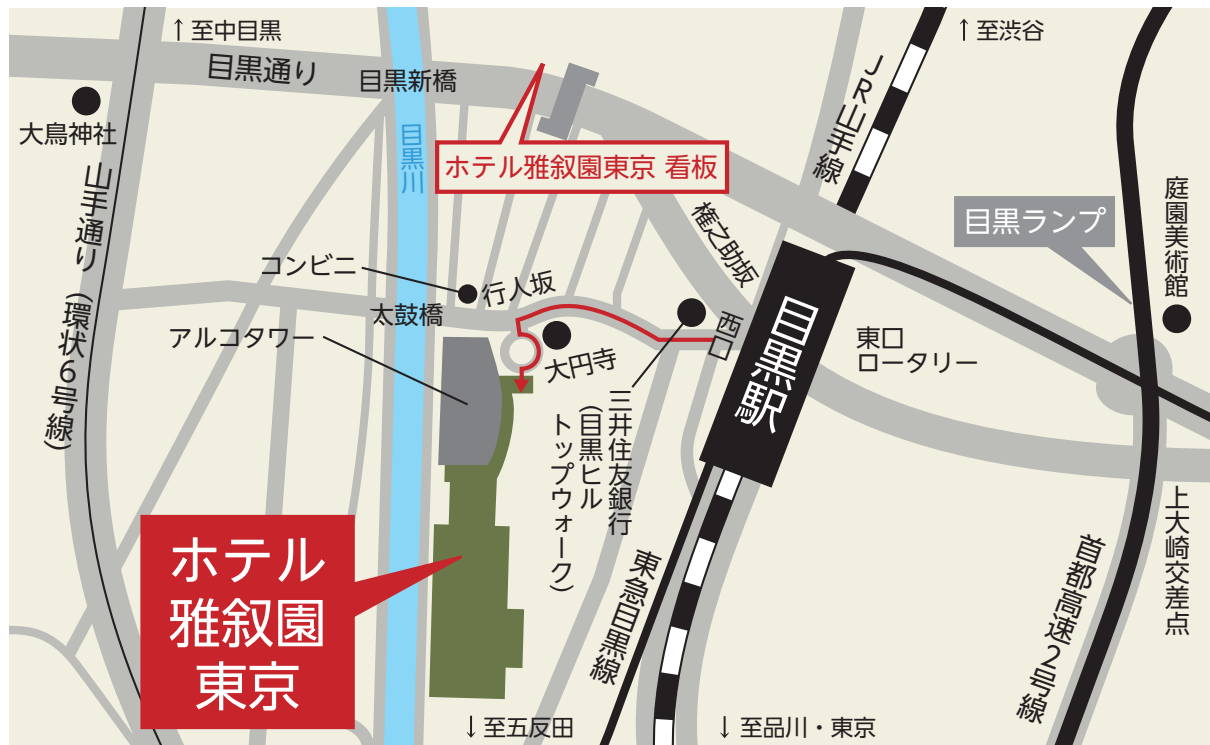 ↑至中目黒
↑至渋谷
目黒通り
目黒新橋
JR山手線
大鳥神社
目黒川
ホテル雅叙園東京 看板
山手通り（環状6号線）
権之助坂
目黒ランプ
庭園美術館
コンビニ
行人坂
太鼓橋
西口
目黒駅
アルコタワー
大円寺
東口
ロータリー
三井住友銀行
（目黒ヒル
トップウォーク）
ホテル
雅叙園
東京
東急目黒線
首都高速2号線
上大崎交差点
↓至五反田
↓至品川・東京